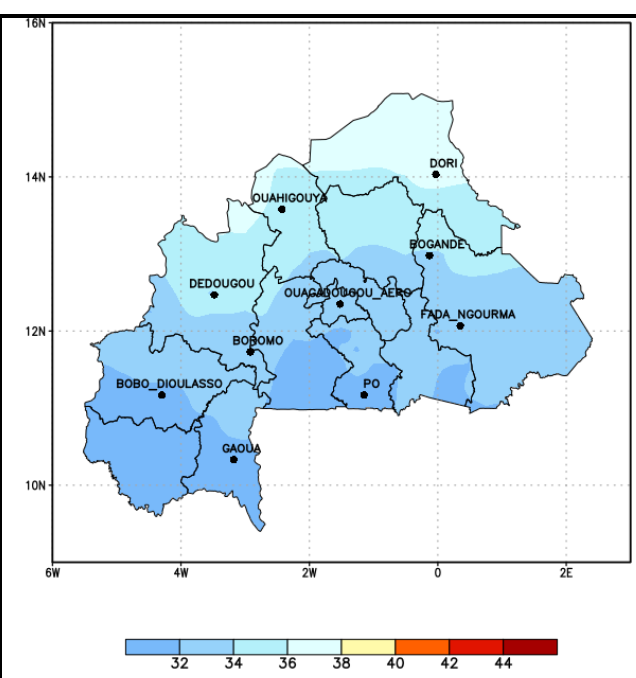 16N
DORI
14N
OUAHIGOUYA
BOGANDE
DEDOUGOU
OUAGADOUGOU_AERO
FADA_NGOURMA
12N
BOROMO
BOBO_DIOULASSO
PO
GAOUA
10N
6W 4W 2W 0 2E
32 34 36 38 40 42 44